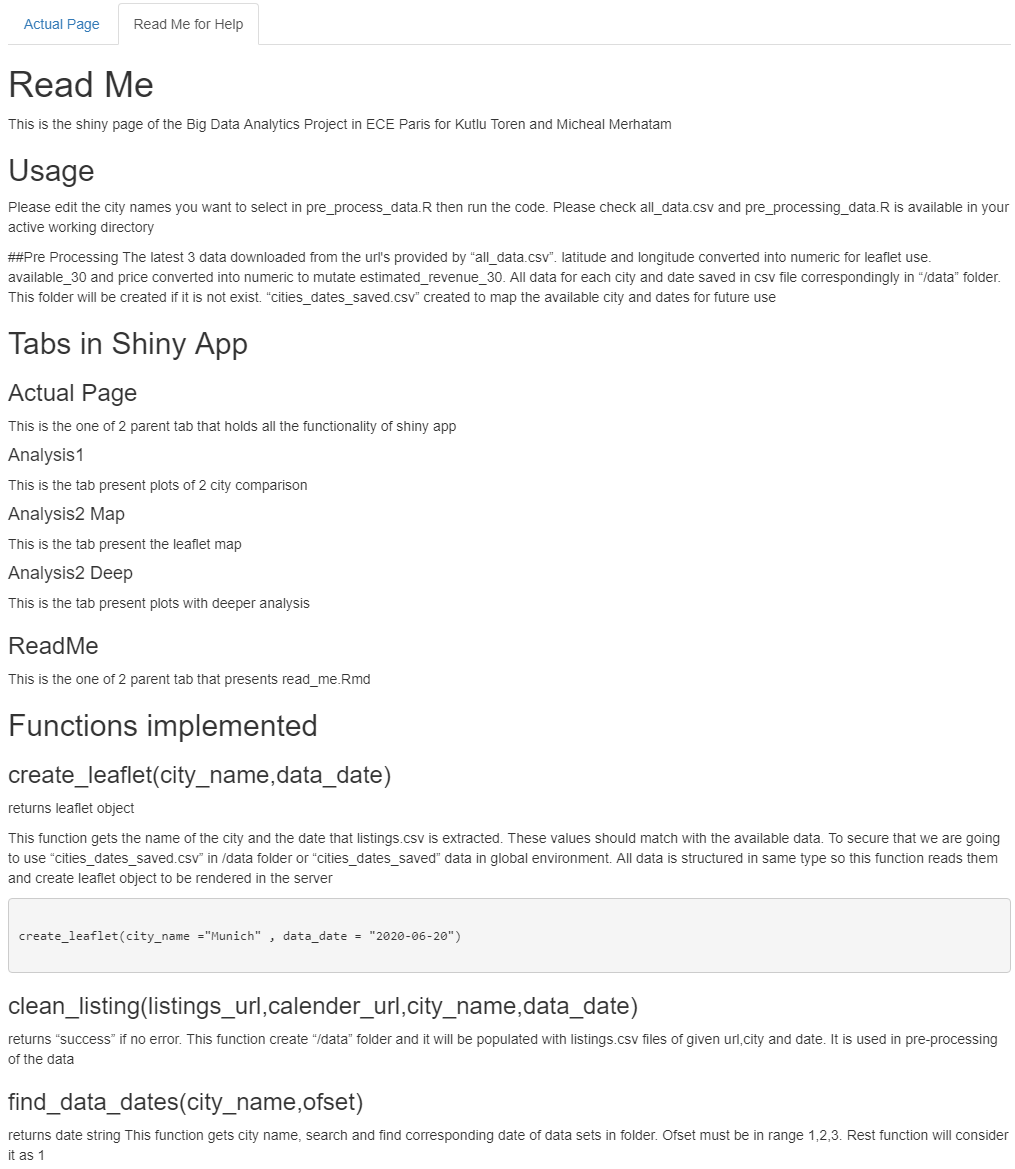 Actual Page
Read Me for Help
Read Me
This is the shiny page of the Big Data Analytics Project in ECE Paris for Kutlu Toren and Micheal Merhatam
Usage
Please edit the city names you want to select in pre_process_data.R then run the code. Please check all_data.csv and pre_processing_data.R is available in your
active working directory
##Pre Processing The latest 3 data downloaded from the url's provided by “all_data.csv”. latitude and longitude converted into numeric for leaflet use.
available_30 and price converted into numeric to mutate estimated_revenue_30. All data for each city and date saved in csv file correspondingly in “/data” folder.
This folder will be created if it is not exist. “cities_dates_saved.csv” created to map the available city and dates for future use
Tabs in Shiny App
Actual Page
This is the one of 2 parent tab that holds all the functionality of shiny app
Analysis1
This is the tab present plots of 2 city comparison
Analysis2 Map
This is the tab present the leaflet map
Analysis2 Deep
This is the tab present plots with deeper analysis
ReadMe
This is the one of 2 parent tab that presents read_me.Rmd
Functions implemented
create_leaflet(city_name,data_date)
returns leaflet object
This function gets the name of the city and the date that listings.csv is extracted. These values should match with the available data. To secure that we are going
to use “cities_dates_saved.csv” in /data folder or “cities_dates_saved” data in global environment. All data is structured in same type so this function reads them
and create leaflet object to be rendered in the server
create_leaflet(city_name ="Munich" , data_date = "2020-06-20")
clean_listing(listings_url,calender_url,city_name,data_date)
returns “success” if no error. This function create “/data” folder and it will be populated with listings.csv files of given url,city and date. It is used in pre-processing
of the data
find_data_dates(city_name,ofset)
returns date string This function gets city name, search and find corresponding date of data sets in folder. Ofset must be in range 1,2,3. Rest function will consider
it as 1